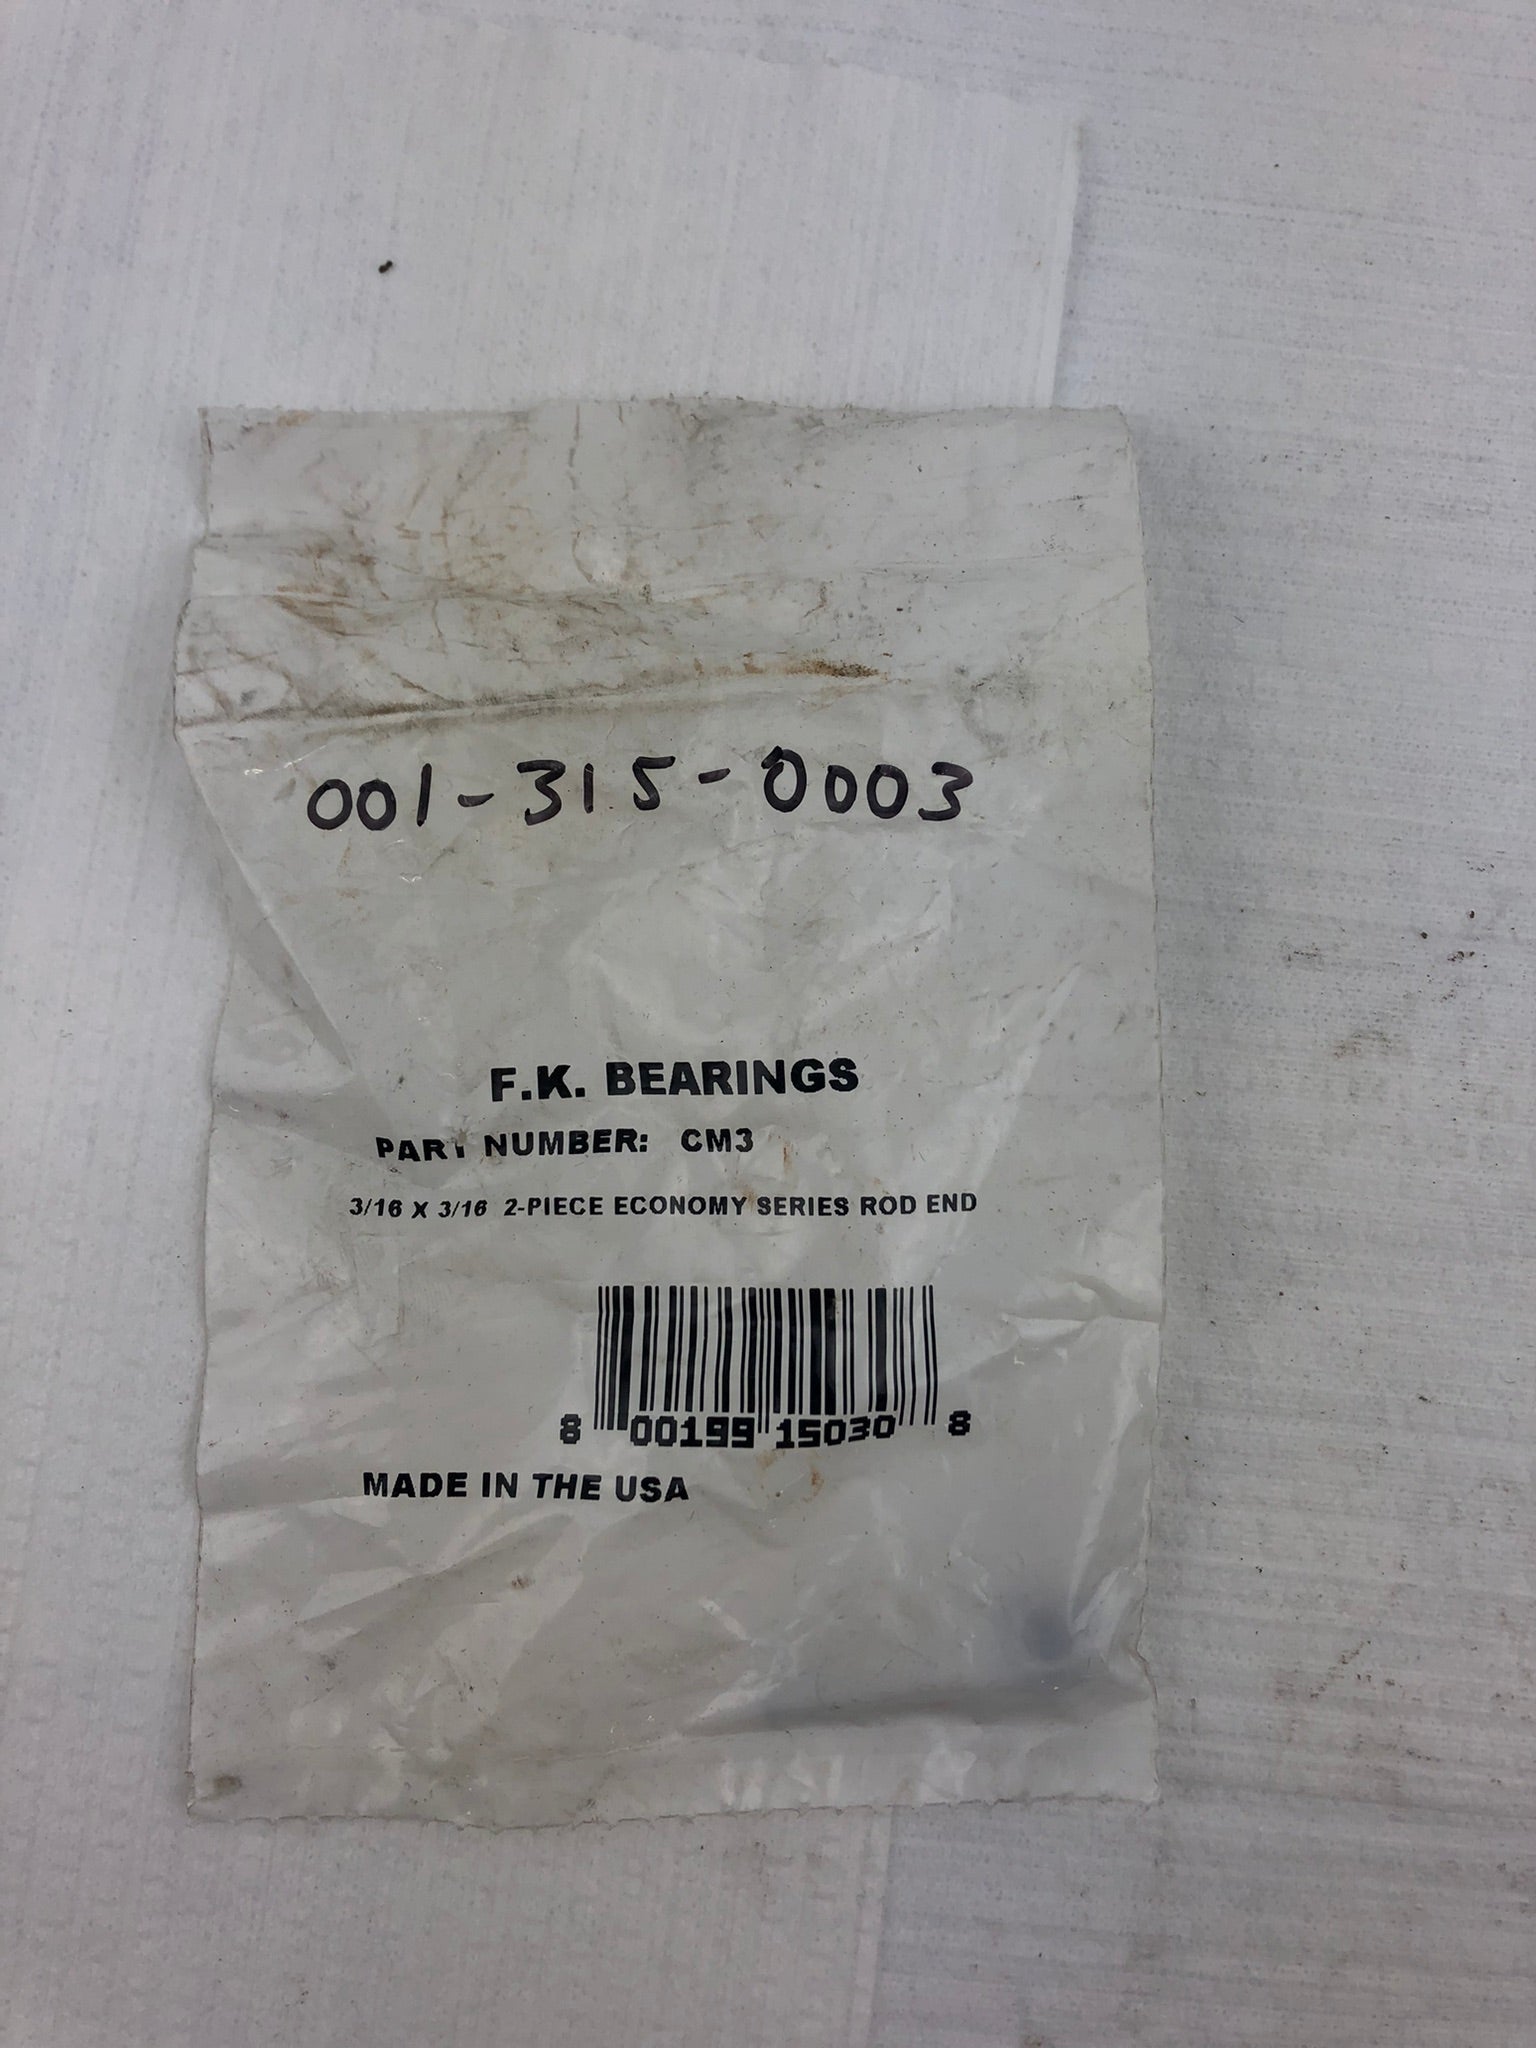 001-315-0003
F.K. BEARINGS
PART NUMBER: CM3
3/16 X 3/16 2-PIECE ECONOMY SERIES ROD END
8 00199 15030 8
MADE IN THE USA